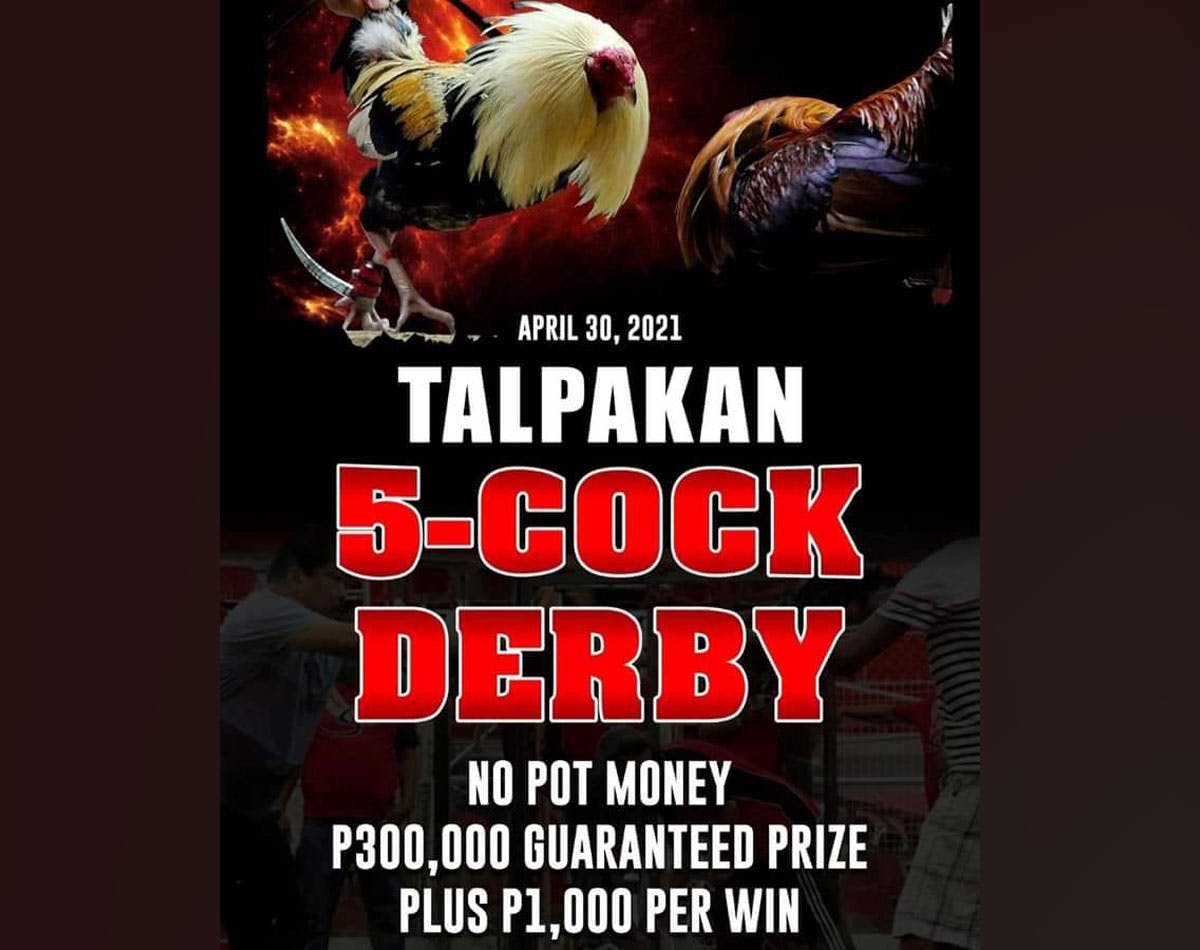 APRIL 30, 2021
TALPAKAN
5-COCK
DERBY
NO POT MONEY
P300,000 GUARANTEED PRIZE
PLUS P1,000 PER WIN